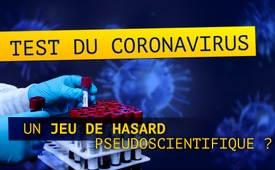 TEST DU CORONAVIRUS
UN JEU DE HASARD
PSEUDOSCIENTIFIQUE ?